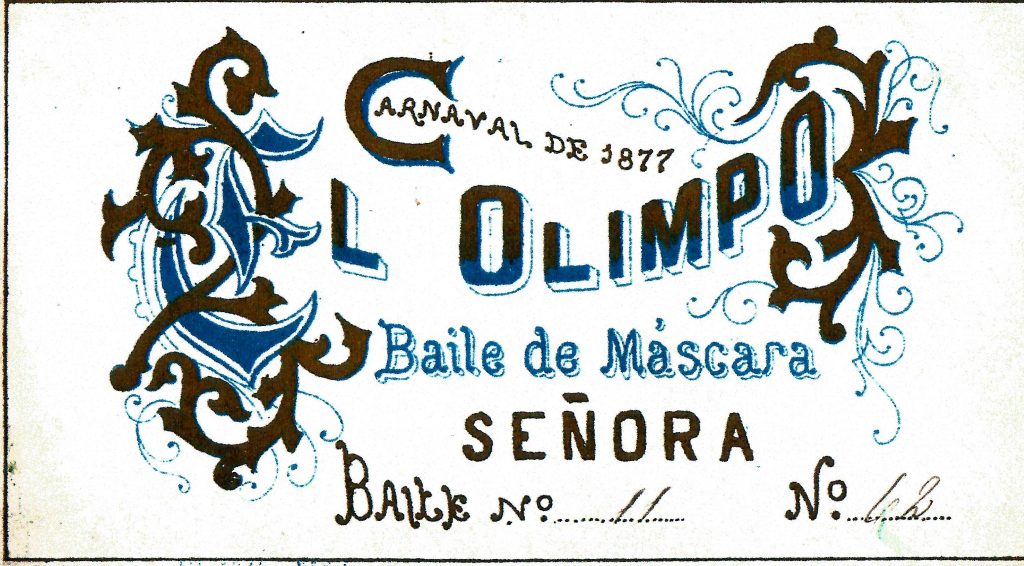 CARNAVAL DE 1877
EL OLIMPO
Baile de Máscara
SEÑORA
BAILE Nº 11 Nº 62